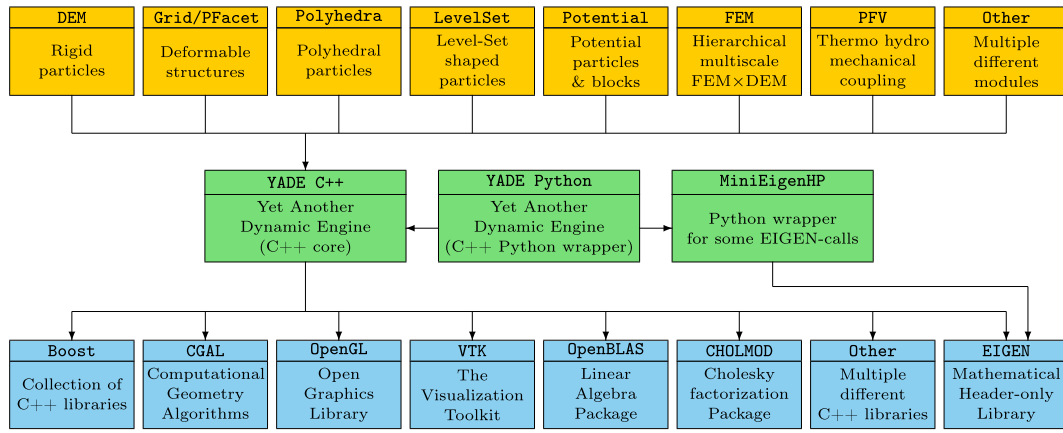 DEM
Rigid
particles
Grid/PFacet
Deformable
structures
Polyhedra
Polyhedral
particles
LevelSet
Level-Set
shaped
particles
Potential
Potential
particles
& blocks
FEM
Hierarchical
multiscale
FEM×DEM
PFV
Thermo hydro
mechanical
coupling
Other
Multiple
different
modules
YADE C++
Yet Another
Dynamic Engine
(C++ core)
YADE Python
Yet Another
Dynamic Engine
(C++ Python wrapper)
MiniEigenHP
Python wrapper
for some EIGEN-calls
Boost
Collection of
C++ libraries
CGAL
Computational
Geometry
Algorithms
OpenGL
Open
Graphics
Library
VTK
The
Visualization
Toolkit
OpenBLAS
Linear
Algebra
Package
CHOLMOD
Cholesky
factorization
Package
Other
Multiple
different
C++ libraries
EIGEN
Mathematical
Header-only
Library